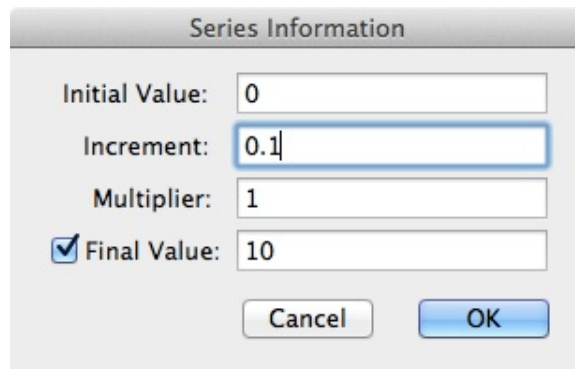 Series Information
Initial Value: 0
Increment: 0.1
Multiplier: 1
Final Value: 10
Cancel OK